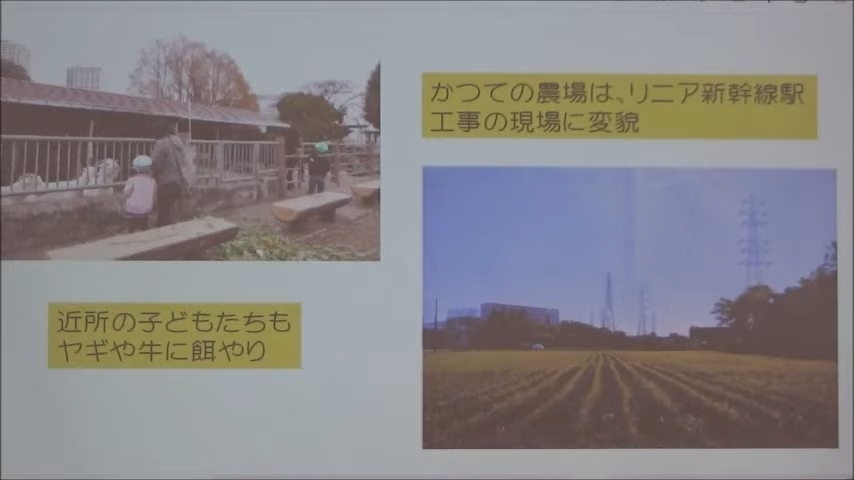 かつての農場は、リニア新幹線駅
工事の現場に変貌
近所の子どもたちも
ヤギや牛に餌やり